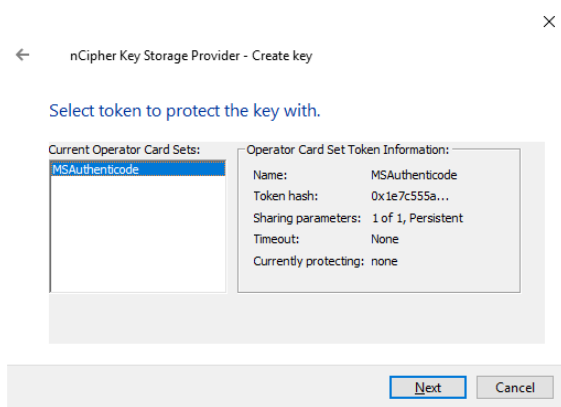 nCipher Key Storage Provider - Create key
Select token to protect the key with.
Current Operator Card Sets:
MSAuthenticode
Operator Card Set Token Information:
Name: MSAuthenticode
Token hash: 0x1e7c555a...
Sharing parameters: 1 of 1, Persistent
Timeout: None
Currently protecting: none
Next Cancel